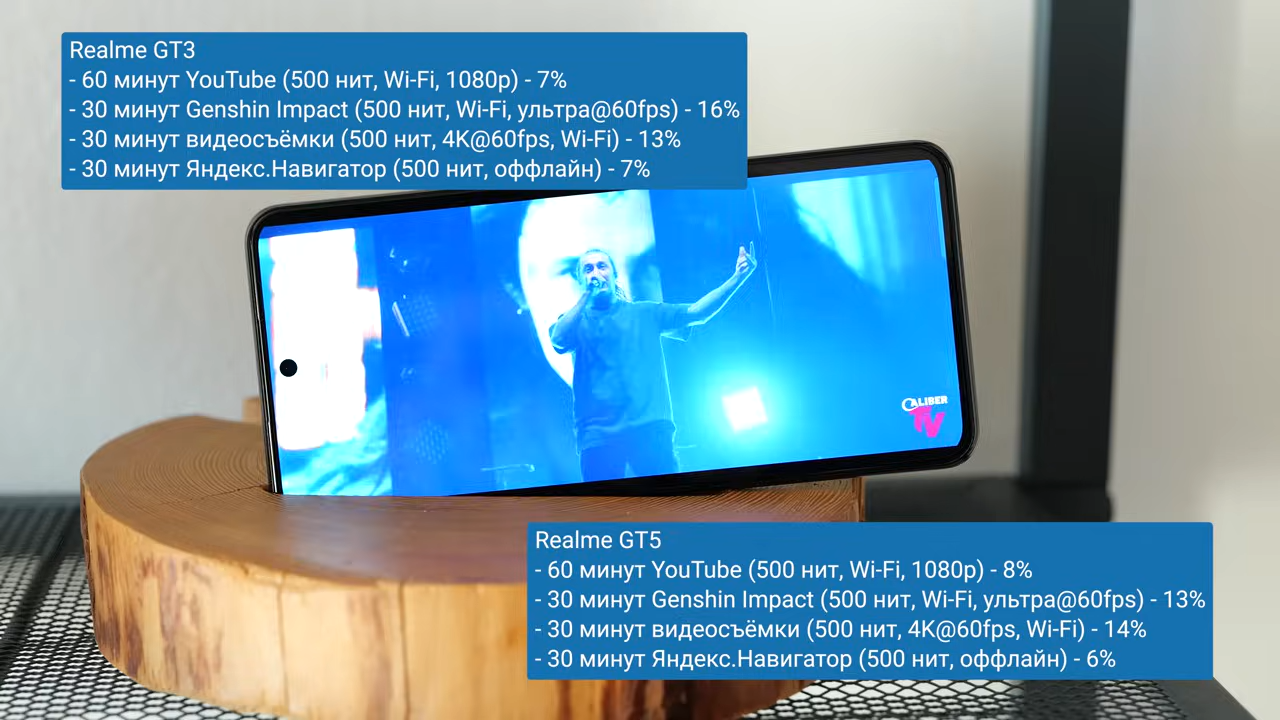 Realme GT3
- 60 минут YouTube (500 нит, Wi-Fi, 1080p) - 7%
- 30 минут Genshin Impact (500 нит, Wi-Fi, ультра@60fps) - 16%
- 30 минут видеосъёмки (500 нит, 4K@60fps, Wi-Fi) - 13%
- 30 минут Яндекс.Навигатор (500 нит, оффлайн) - 7%
CALIBER
TV
Realme GT5
- 60 минут YouTube (500 нит, Wi-Fi, 1080p) - 8%
- 30 минут Genshin Impact (500 нит, Wi-Fi, ультра@60fps) - 13%
- 30 минут видеосъёмки (500 нит, 4K@60fps, Wi-Fi) - 14%
- 30 минут Яндекс.Навигатор (500 нит, оффлайн) - 6%